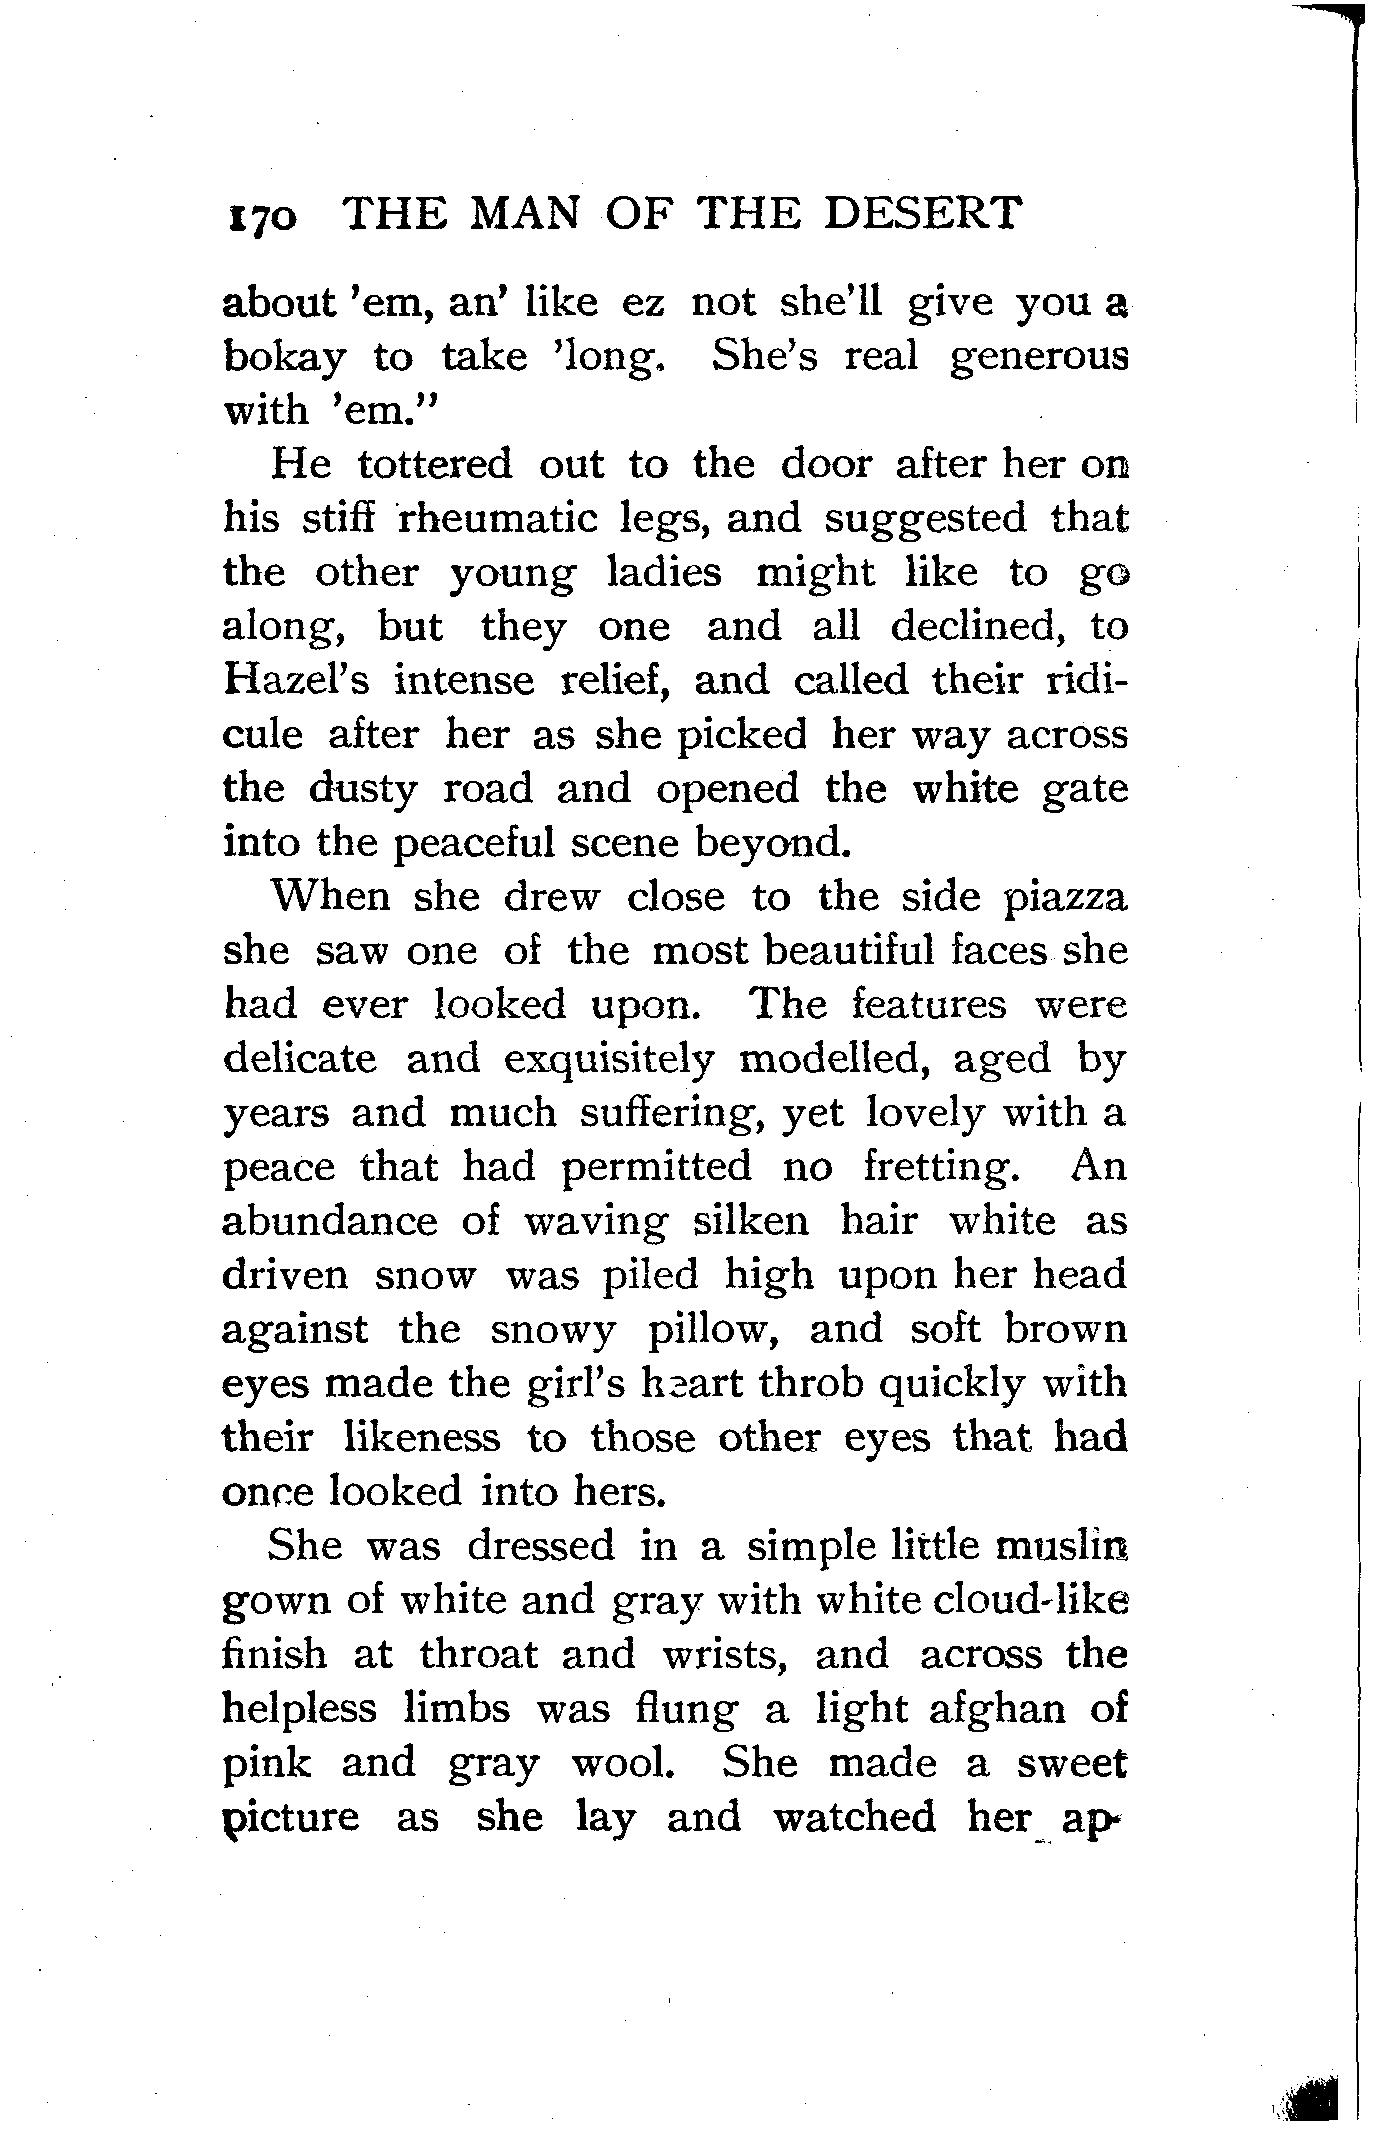 170 THE MAN OF THE DESERT
about 'em, an' like ez not she'll give you a
bokay to take 'long. She's real generous
with 'em."
He tottered out to the door after her on
his stiff rheumatic legs, and suggested that
the other young ladies might like to go
along, but they one and all declined, to
Hazel's intense relief, and called their ridi-
cule after her as she picked her way across
the dusty road and opened the white gate
into the peaceful scene beyond.
When she drew close to the side piazza
she saw one of the most beautiful faces she
had ever looked upon. The features were
delicate and exquisitely modelled, aged by
years and much suffering, yet lovely with a
peace that had permitted no fretting. An
abundance of waving silken hair white as
driven snow was piled high upon her head
against the snowy pillow, and soft brown
eyes made the girl's heart throb quickly with
their likeness to those other eyes that had
once looked into hers.
She was dressed in a simple little muslin
gown of white and gray with white cloud-like
finish at throat and wrists, and across the
helpless limbs was flung a light afghan of
pink and gray wool. She made a sweet
picture as she lay and watched her ap-